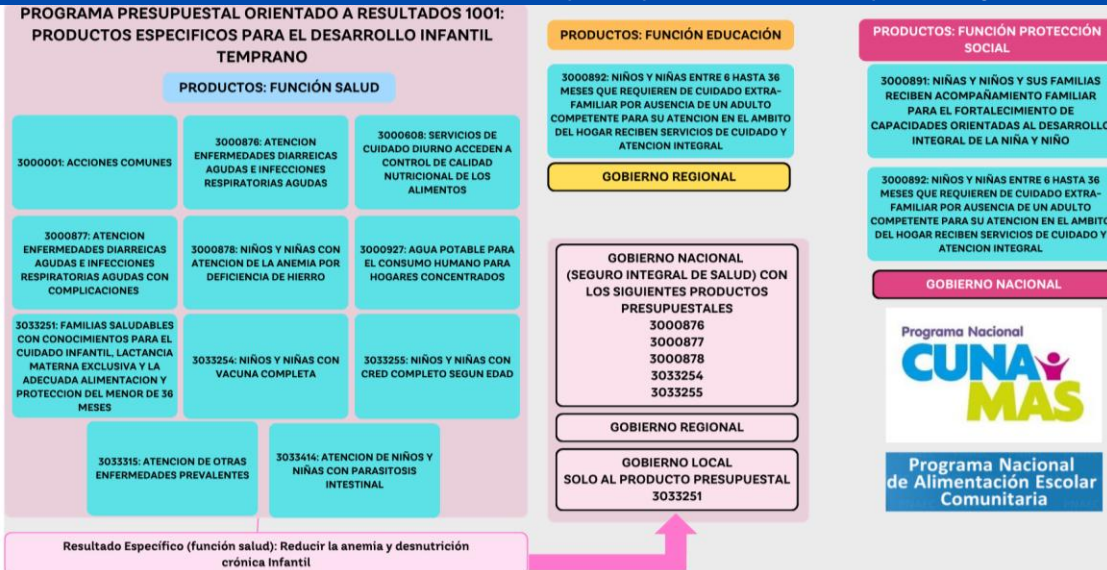 PROGRAMA PRESUPUESTAL ORIENTADO A RESULTADOS 1001:
PRODUCTOS ESPECIFICOS PARA EL DESARROLLO INFANTIL
TEMPRANO
PRODUCTOS: FUNCIÓN SALUD
3000001: ACCIONES COMUNES
3000876: ATENCION
ENFERMEDADES DIARREICAS
AGUDAS E INFECCIONES
RESPIRATORIAS AGUDAS
3000608: SERVICIOS DE
CUIDADO DIURNO ACCEDEN A
CONTROL DE CALIDAD
NUTRICIONAL DE LOS
ALIMENTOS
3000877: ATENCION
ENFERMEDADES DIARREICAS
AGUDAS E INFECCIONES
RESPIRATORIAS AGUDAS CON
COMPLICACIONES
3000878: NIÑOS Y NIÑAS CON
ATENCION DE LA ANEMIA POR
DEFICIENCIA DE HIERRO
3000927: AGUA POTABLE PARA
EL CONSUMO HUMANO PARA
HOGARES CONCENTRADOS
3033251: FAMILIAS SALUDABLES
CON CONOCIMIENTOS PARA EL
CUIDADO INFANTIL, LACTANCIA
MATERNA EXCLUSIVA Y LA
ADECUADA ALIMENTACION Y
PROTECCION DEL MENOR DE 36
MESES
3033254: NIÑOS Y NIÑAS CON
VACUNA COMPLETA
3033255: NIÑOS Y NIÑAS CON
CRED COMPLETO SEGUN EDAD
3033315: ATENCION DE OTRAS
ENFERMEDADES PREVALENTES
3033414: ATENCION DE NIÑOS Y
NIÑAS CON PARASITOSIS
INTESTINAL
Resultado Específico (función salud): Reducir la anemia y desnutrición
crónica Infantil
PRODUCTOS: FUNCIÓN EDUCACIÓN
3000892: NIÑOS Y NIÑAS ENTRE 6 HASTA 36
MESES QUE REQUIEREN DE CUIDADO EXTRA-
FAMILIAR POR AUSENCIA DE UN ADULTO
COMPETENTE PARA SU ATENCION EN EL AMBITO
DEL HOGAR RECIBEN SERVICIOS DE CUIDADO Y
ATENCION INTEGRAL
GOBIERNO REGIONAL
GOBIERNO NACIONAL
(SEGURO INTEGRAL DE SALUD) CON
LOS SIGUIENTES PRODUCTOS
PRESUPUESTALES
3000876
3000877
3000878
3033254
3033255
GOBIERNO REGIONAL
GOBIERNO LOCAL
SOLO AL PRODUCTO PRESUPUESTAL
3033251
PRODUCTOS: FUNCIÓN PROTECCIÓN
SOCIAL
3000891: NIÑAS Y NIÑOS Y SUS FAMILIAS
RECIBEN ACOMPAÑAMIENTO FAMILIAR
PARA EL FORTALECIMIENTO DE
CAPACIDADES ORIENTADAS AL DESARROLLO
INTEGRAL DE LA NIÑA Y NIÑO
3000892: NIÑOS Y NIÑAS ENTRE 6 HASTA 36
MESES QUE REQUIEREN DE CUIDADO EXTRA-
FAMILIAR POR AUSENCIA DE UN ADULTO
COMPETENTE PARA SU ATENCION EN EL AMBITO
DEL HOGAR RECIBEN SERVICIOS DE CUIDADO Y
ATENCION INTEGRAL
GOBIERNO NACIONAL
Programa Nacional
CUNA
MAS
Programa Nacional
de Alimentación Escolar
Comunitaria